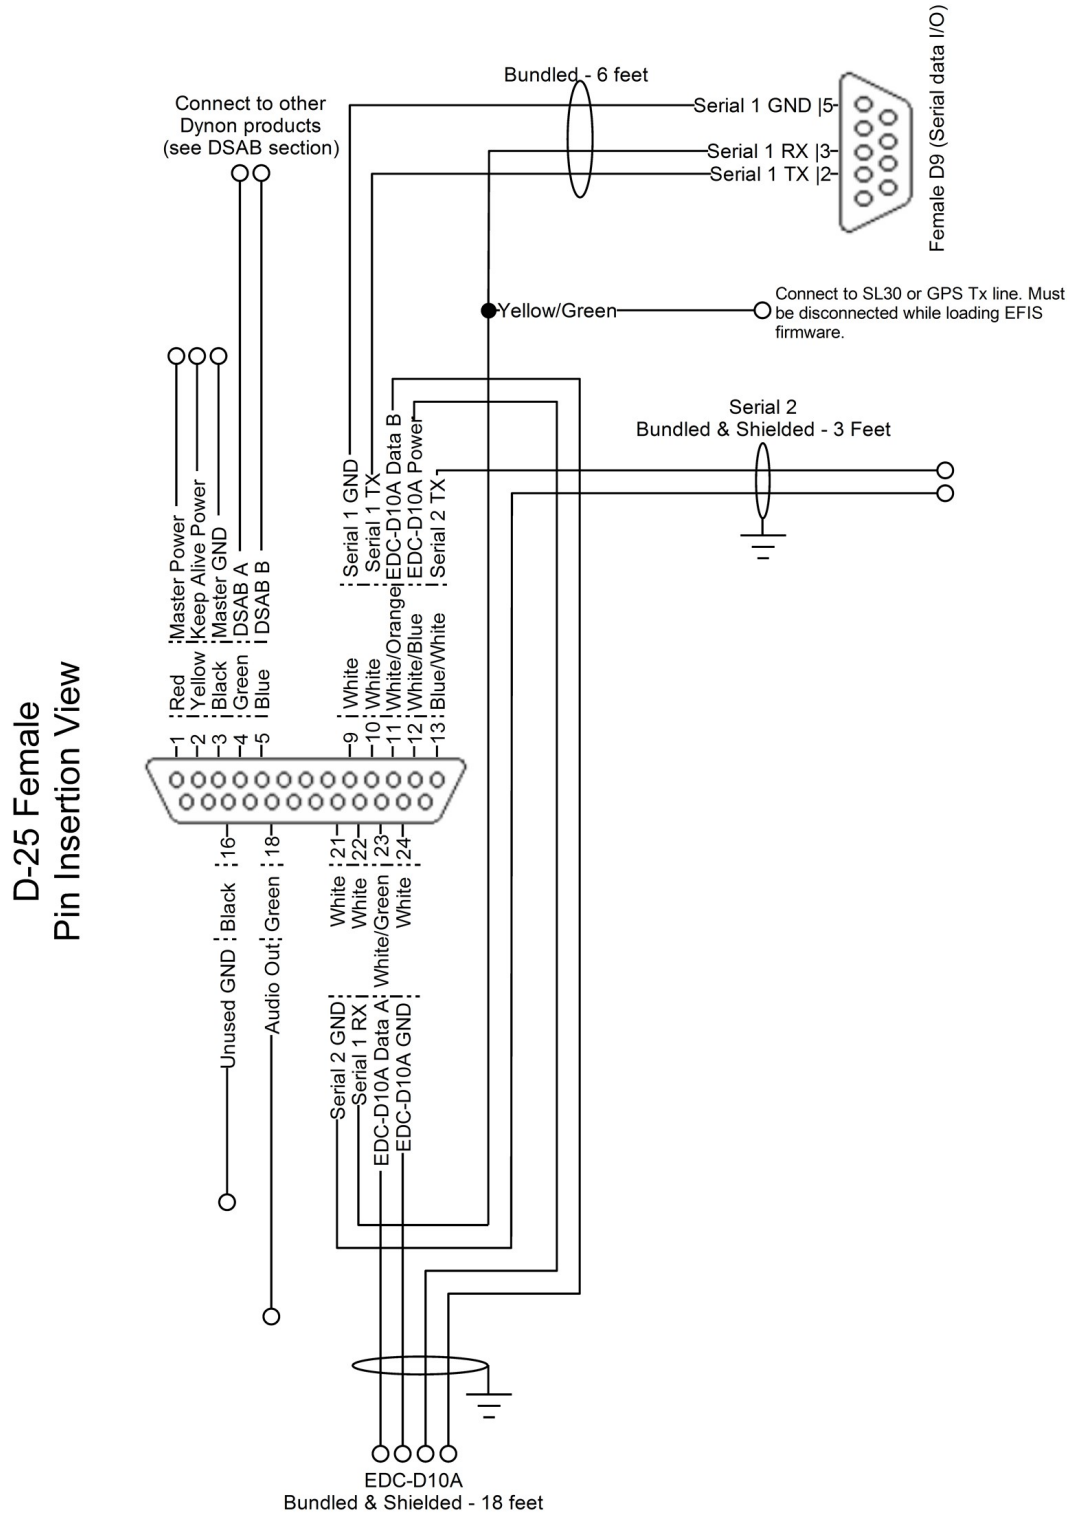 D-25 Female
Pin Insertion View
Bundled - 6 feet
Connect to other
Dynon products
(see DSAB section)
Serial 1 GND |5
Serial 1 RX |3
Serial 1 TX |2
Female D9 (Serial data I/O)
Yellow/Green
Connect to SL30 or GPS Tx line. Must
be disconnected while loading EFIS
firmware.
Serial 2
Bundled & Shielded - 3 Feet
1 Red Master Power
2 Yellow Keep Alive Power
3 Black Master GND
4 Green DSAB A
5 Blue DSAB B
9 White Serial 1 GND
10 White Serial 1 TX
11 White/Orange EDC-D10A Data B
12 White/Blue EDC-D10A Power
13 Blue/White Serial 2 TX
Unused GND Black 16
Audio Out Green 18
Serial 2 GND White 21
Serial 1 RX White 22
EDC-D10A Data A White/Green 23
EDC-D10A GND White 24
EDC-D10A
Bundled & Shielded - 18 feet